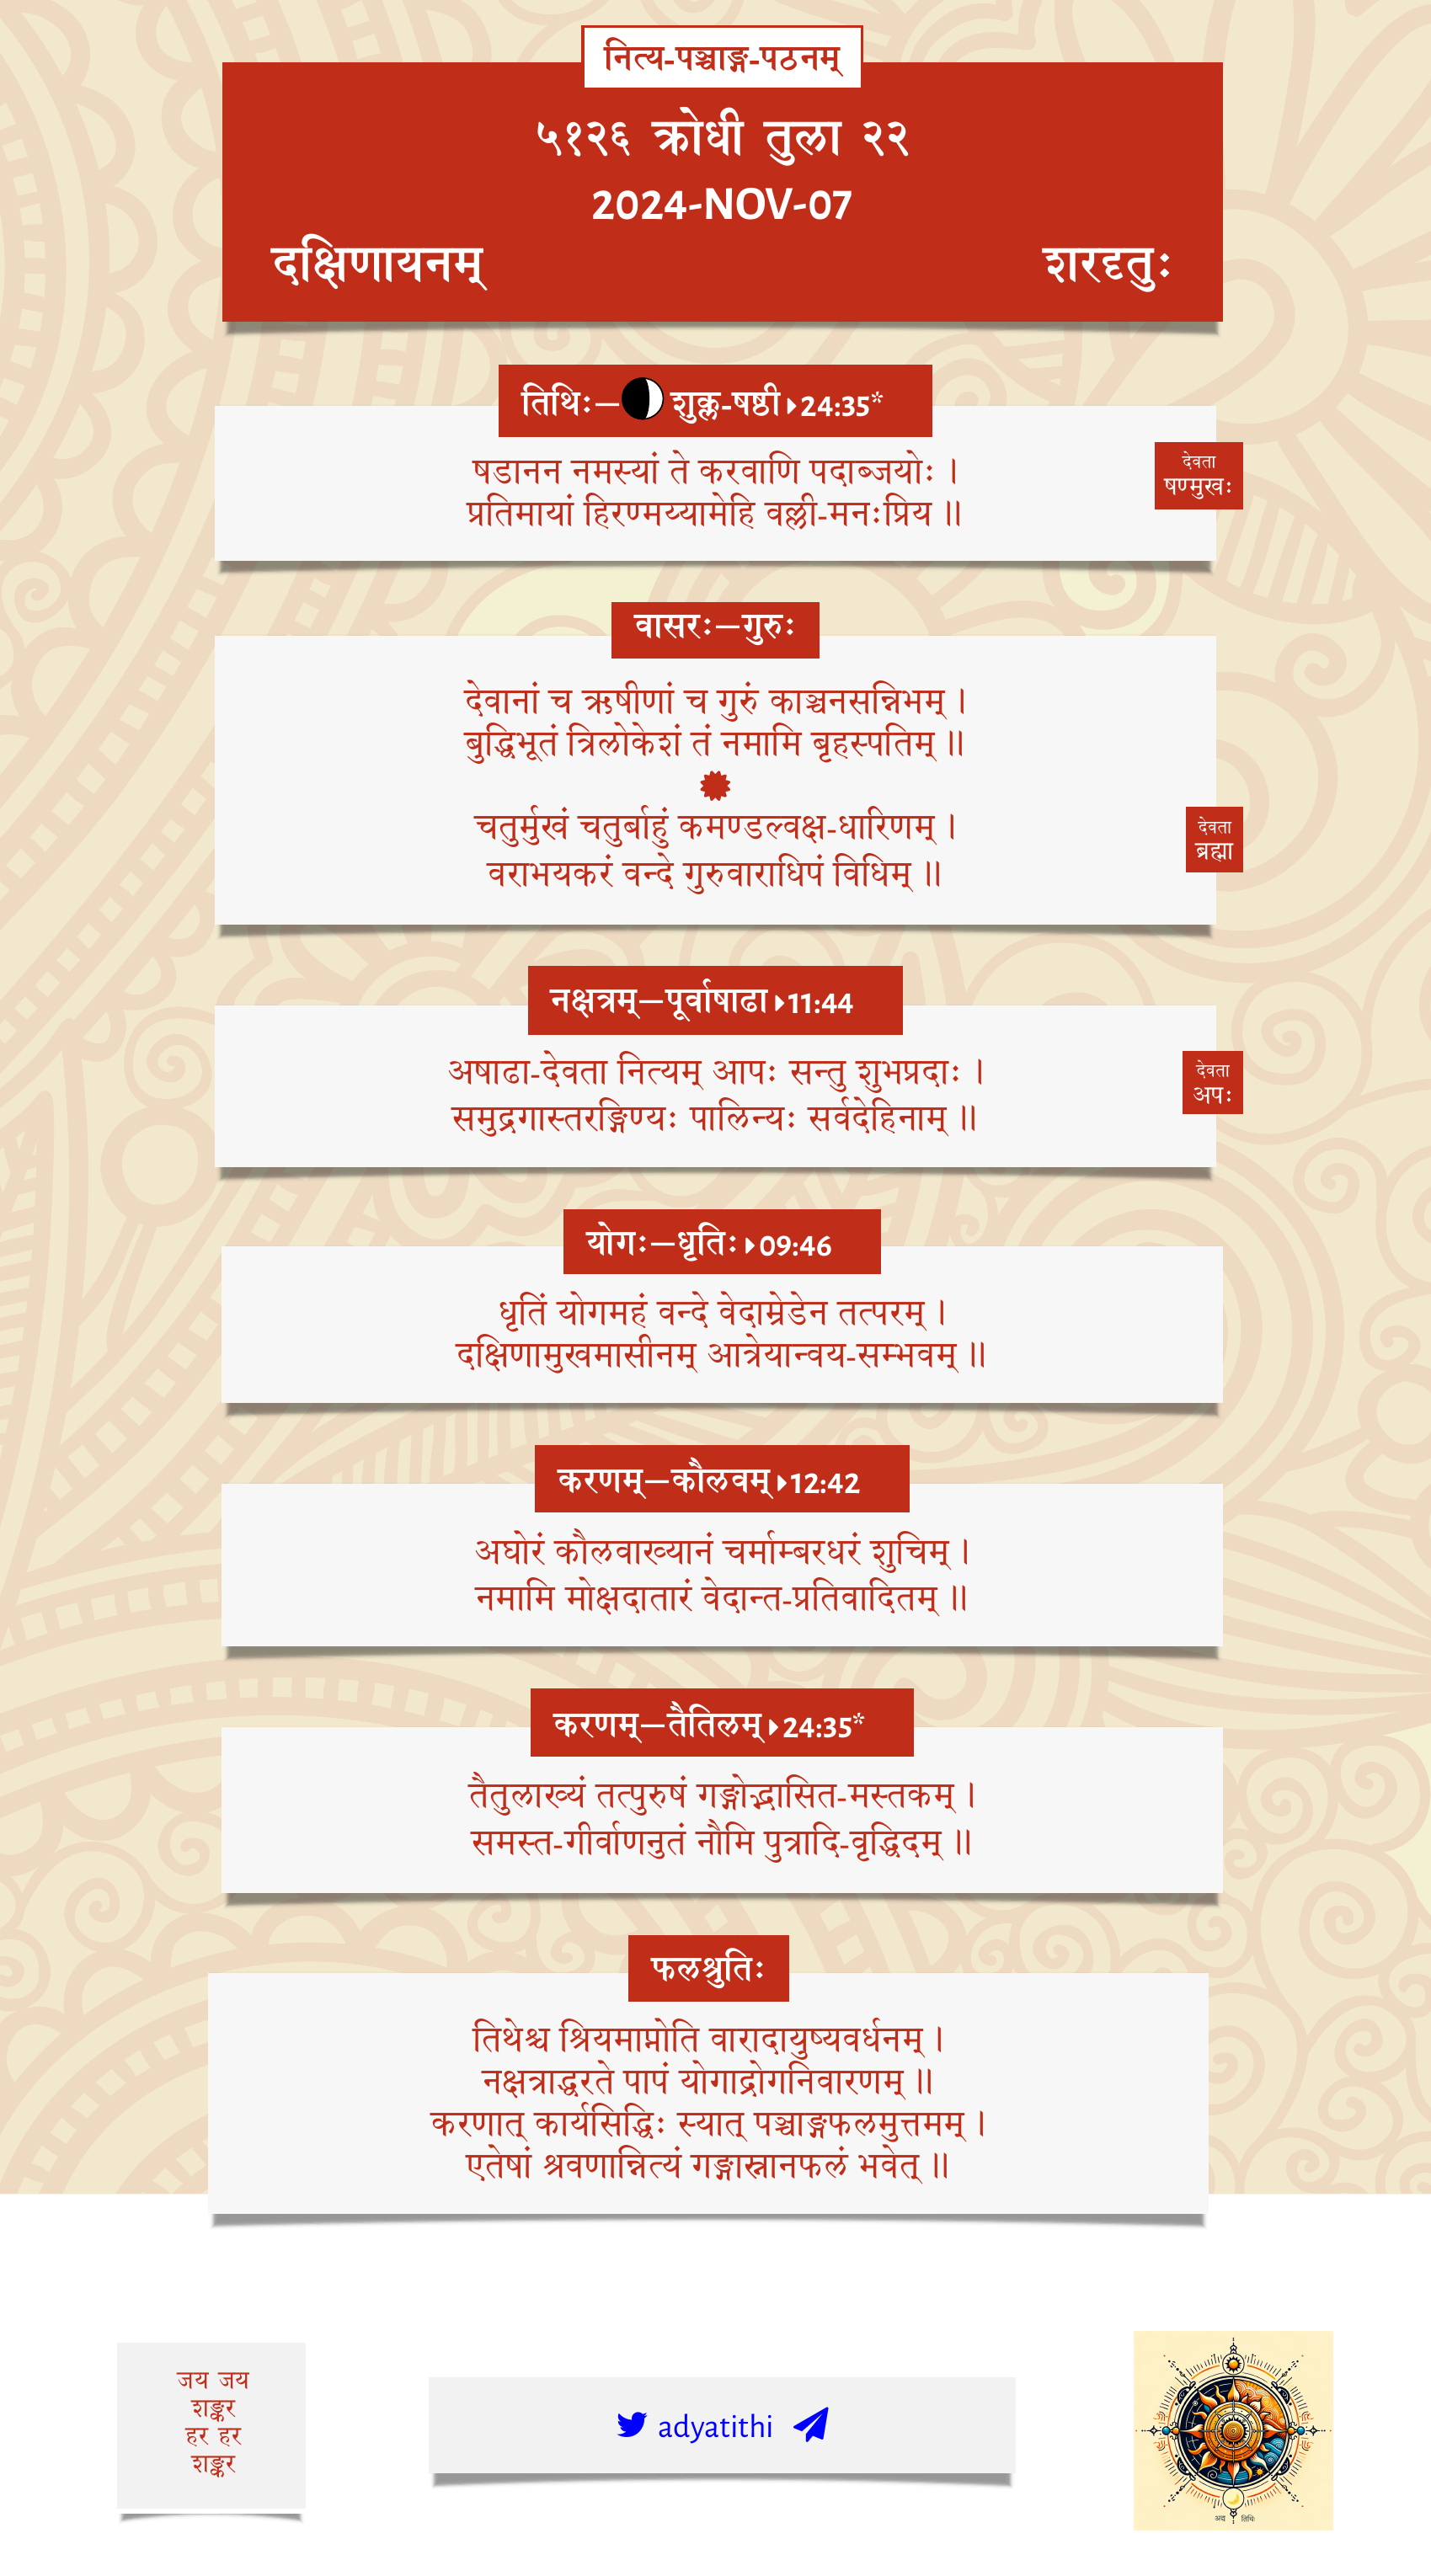 नित्य-पञ्चाङ्ग-पठनम्
५१२६ क्रोधी तुला २२
2024-NOV-07
दक्षिणायनम् शरदृतुः
तिथिः—शुक्ल-षष्ठी 24:35*
षडानन नमस्यां ते करवाणि पदाब्जयोः ।
प्रतिमायां हिरण्मय्यामेहि वल्ली-मनःप्रिय ॥
देवता
षण्मुखः
वासरः—गुरुः
देवानां च ऋषीणां च गुरुं काञ्चनसन्निभम् ।
बुद्धिभूतं त्रिलोकेशं तं नमामि बृहस्पतिम् ॥
चतुर्मुखं चतुर्बाहुं कमण्डल्वक्ष-धारिणम् ।
वराभयकरं वन्दे गुरुवाराधिपं विधिम् ॥
देवता
ब्रह्मा
नक्षत्रम्—पूर्वाषाढा 11:44
अषाढा-देवता नित्यम् आपः सन्तु शुभप्रदाः ।
समुद्रगास्तरङ्गिण्यः पालिन्यः सर्वदेहिनाम् ॥
देवता
अपः
योगः—धृतिः 09:46
धृतिं योगमहं वन्दे वेदाम्रेडेन तत्परम् ।
दक्षिणामुखमासीनम् आत्रेयान्वय-सम्भवम् ॥
करणम्—कौलवम् 12:42
अघोरं कौलवाख्यानं चर्माम्बरधरं शुचिम् ।
नमामि मोक्षदातारं वेदान्त-प्रतिवादितम् ॥
करणम्—तैतिलम् 24:35*
तैतुलाख्यं तत्पुरुषं गङ्गोद्भासित-मस्तकम् ।
समस्त-गीर्वाणनुतं नौमि पुत्रादि-वृद्धिदम् ॥
फलश्रुतिः
तिथेश्च श्रियमाप्नोति वारादायुष्यवर्धनम् ।
नक्षत्राद्धरते पापं योगाद्रोगनिवारणम् ॥
करणात् कार्यसिद्धिः स्यात् पञ्चाङ्गफलमुत्तमम् ।
एतेषां श्रवणान्नित्यं गङ्गास्नानफलं भवेत् ॥
जय जय
शङ्कर
हर हर
शङ्कर
adyatithi
अद्य तिथिः